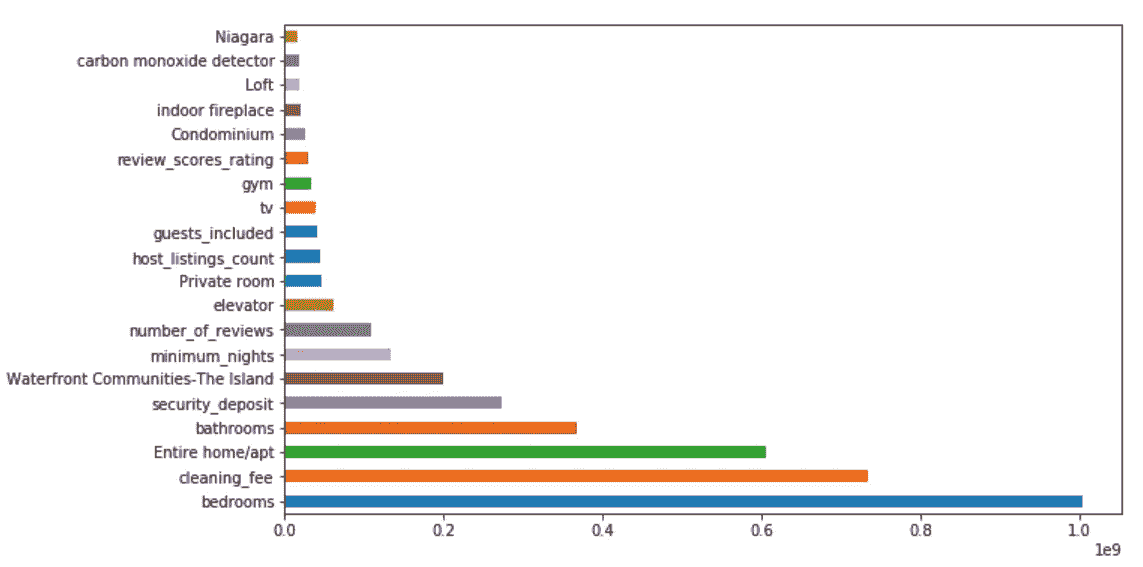 Niagara
carbon monoxide detector
Loft
indoor fireplace
Condominium
review_scores_rating
gym
tv
guests_included
host_listings_count
Private room
elevator
number_of_reviews
minimum_nights
Waterfront Communities-The Island
security_deposit
bathrooms
Entire home/apt
cleaning_fee
bedrooms
0.0 0.2 0.4 0.6 0.8 1.0
1e9